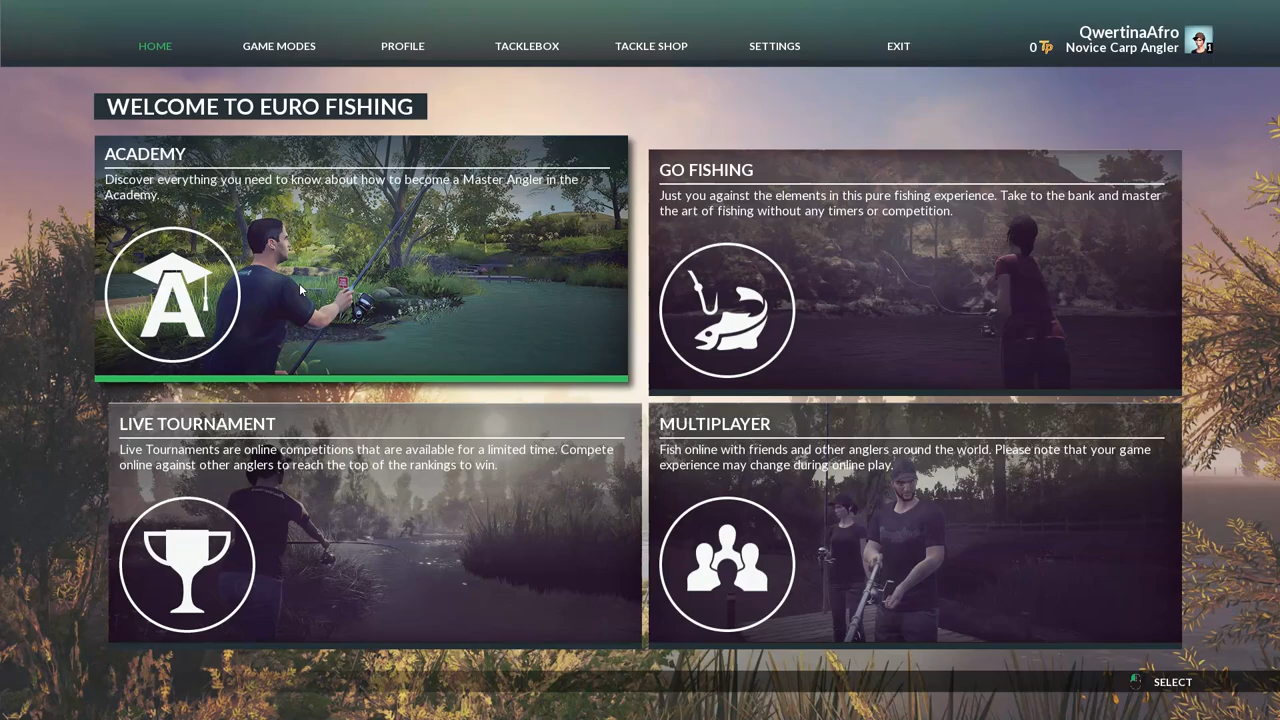 HOME GAME MODES PROFILE TACKLEBOX TACKLE SHOP SETTINGS EXIT
QwertinaAfro
0 Tp Novice Carp Angler 1
WELCOME TO EURO FISHING
ACADEMY
Discover everything you need to know about how to become a Master Angler in the
Academy.
A
GO FISHING
Just you against the elements in this pure fishing experience. Take to the bank and master
the art of fishing without any timers or competition.
LIVE TOURNAMENT
Live Tournaments are online competitions that are available for a limited time. Compete
online against other anglers to reach the top of the rankings to win.
MULTIPLAYER
Fish online with friends and other anglers around the world. Please note that your game
experience may change during online play.
SELECT